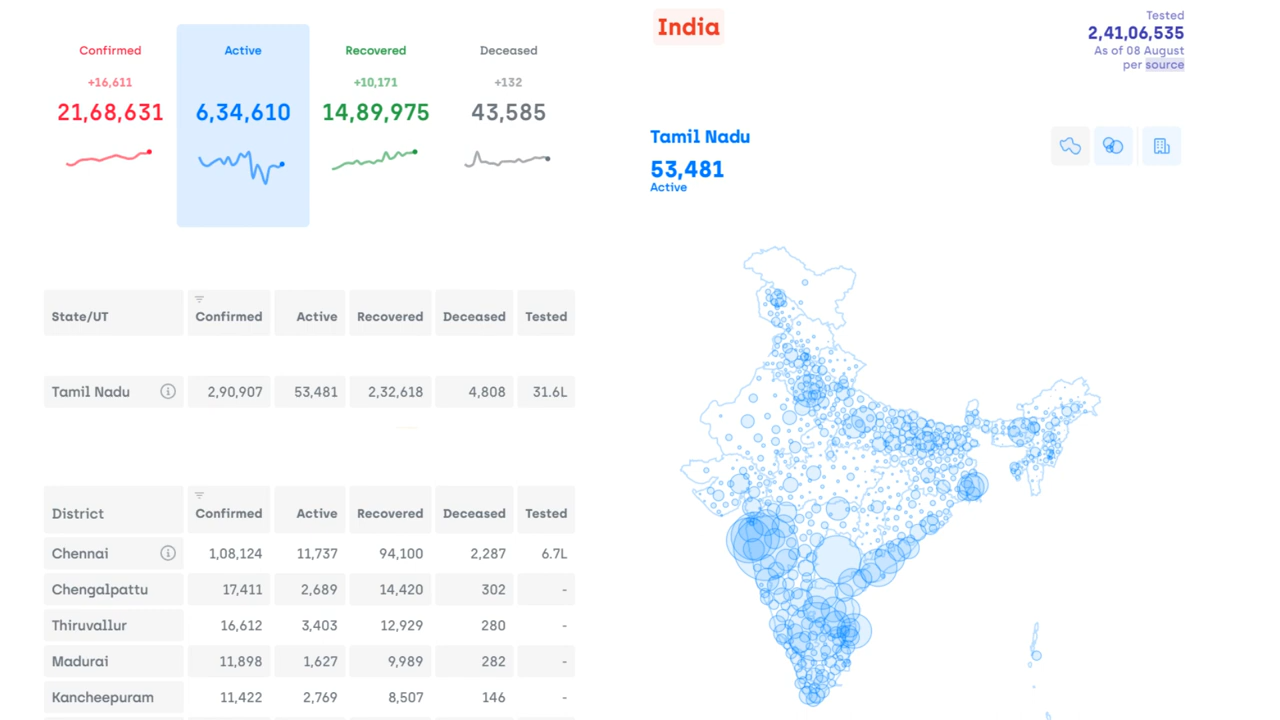 Confirmed Active Recovered Deceased
+16,611 +10,171 +132
21,68,631 6,34,610 14,89,975 43,585
India
Tested
2,41,06,535
As of 08 August
per source
Tamil Nadu
53,481
Active
State/UT Confirmed Active Recovered Deceased Tested
Tamil Nadu 2,90,907 53,481 2,32,618 4,808 31.6L
District Confirmed Active Recovered Deceased Tested
Chennai 1,08,124 11,737 94,100 2,287 6.7L
Chengalpattu 17,411 2,689 14,420 302 -
Thiruvallur 16,612 3,403 12,929 280 -
Madurai 11,898 1,627 9,989 282 -
Kancheepuram 11,422 2,769 8,507 146 -